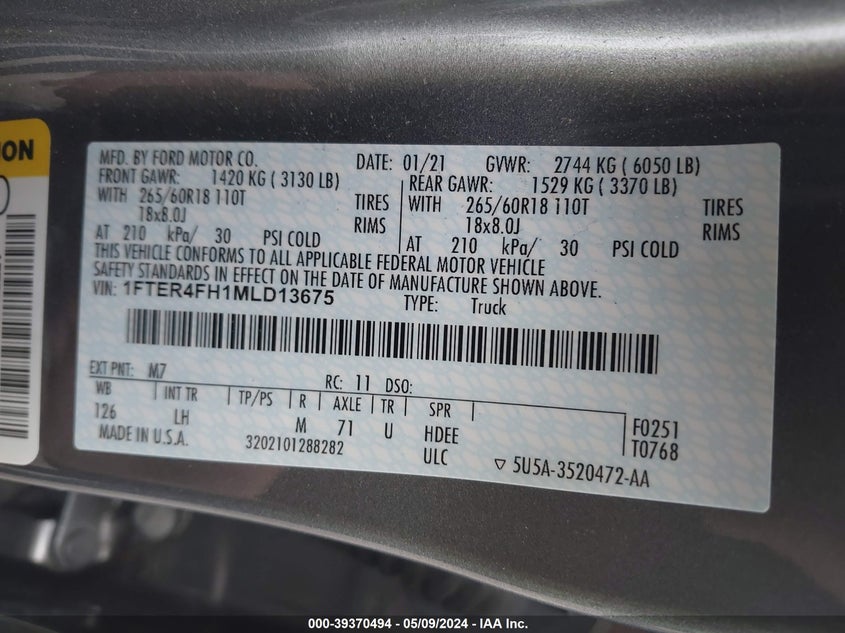 ION
MFD. BY FORD MOTOR CO. DATE: 01/21 GVWR: 2744 KG ( 6050 LB)
FRONT GAWR: 1420 KG ( 3130 LB) REAR GAWR: 1529 KG ( 3370 LB)
WITH 265/60R18 110T TIRES WITH 265/60R18 110T TIRES
18x8.0J RIMS 18x8.0J RIMS
AT 210 kPa/ 30 PSI COLD AT 210 kPa/ 30 PSI COLD
THIS VEHICLE CONFORMS TO ALL APPLICABLE FEDERAL MOTOR VEHICLE
SAFETY STANDARDS IN EFFECT ON THE DATE OF MANUFACTURE SHOWN ABOVE.
VIN: 1FTER4FH1MLD13675 TYPE: Truck
EXT PNT: M7 RC: 11 DSO:
WB INT TR TP/PS R AXLE TR SPR
126 LH M 71 U HDEE F0251
MADE IN U.S.A. 3202101288282 ULC T0768
▽ 5U5A-3520472-AA
000-39370494 - 05/09/2024 - IAA Inc.